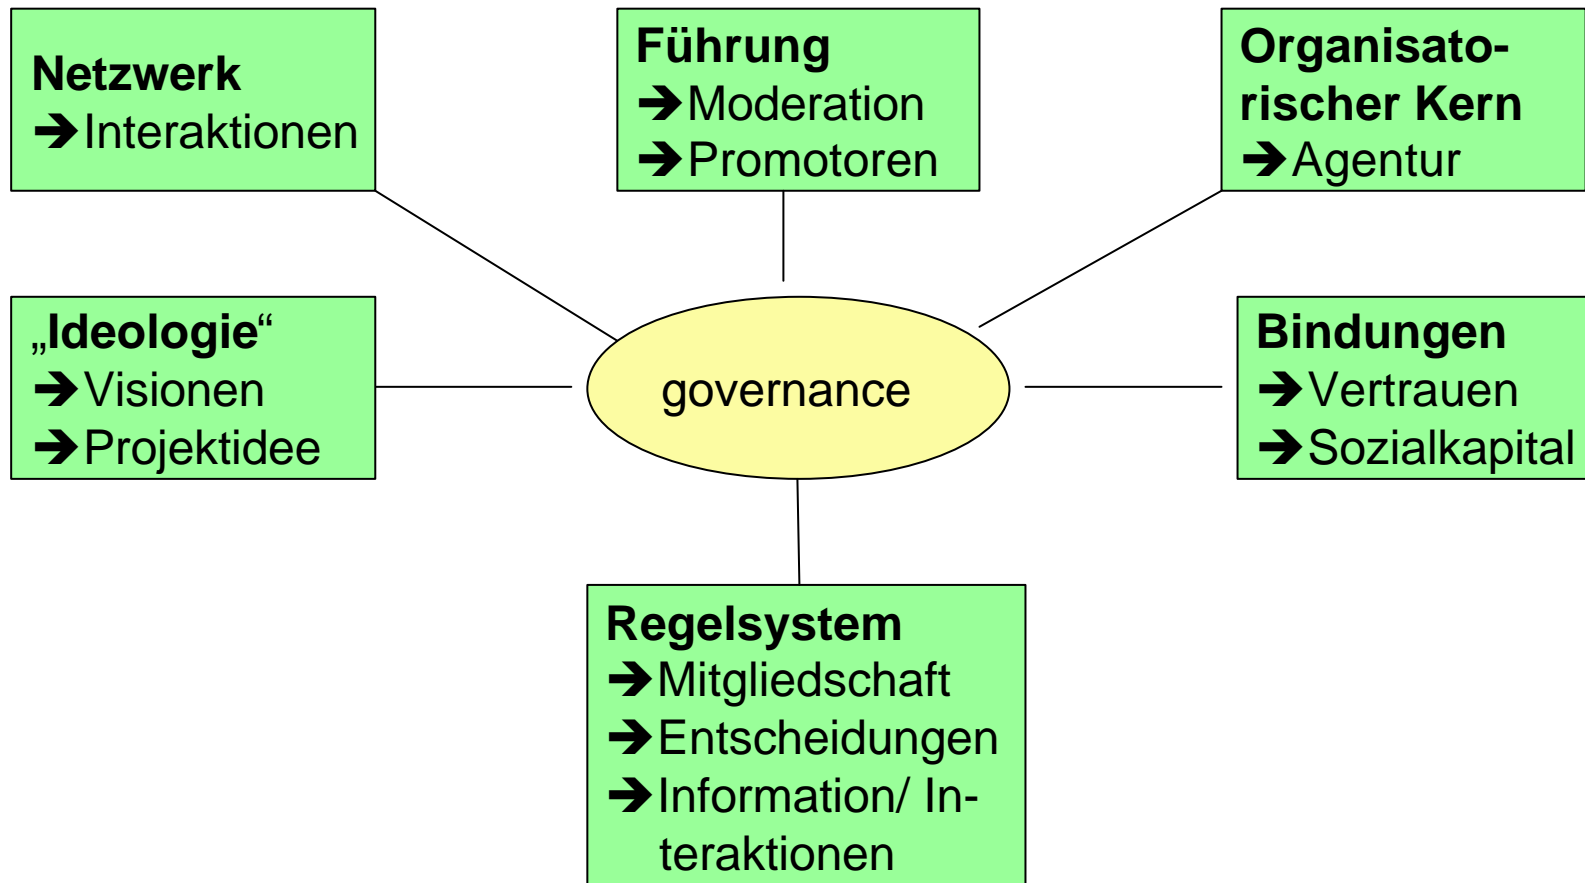 Netzwerk
➔Interaktionen
Führung
➔Moderation
➔Promotoren
Organisato-
rischer Kern
➔Agentur
„Ideologie“
➔Visionen
➔Projektidee
governance
Bindungen
➔Vertrauen
➔Sozialkapital
Regelsystem
➔Mitgliedschaft
➔Entscheidungen
➔Information/ In-
teraktionen